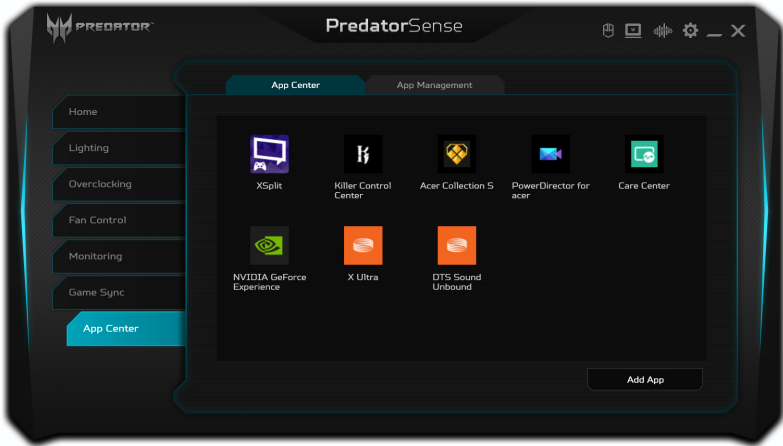 PREDATOR
PredatorSense
App Center
App Management
Home
Lighting
Overclocking
Fan Control
Monitoring
Game Sync
App Center
XSplit
Killer Control
Center
Acer Collection S
PowerDirector for
acer
Care Center
NVIDIA GeForce
Experience
X Ultra
DTS Sound
Unbound
Add App